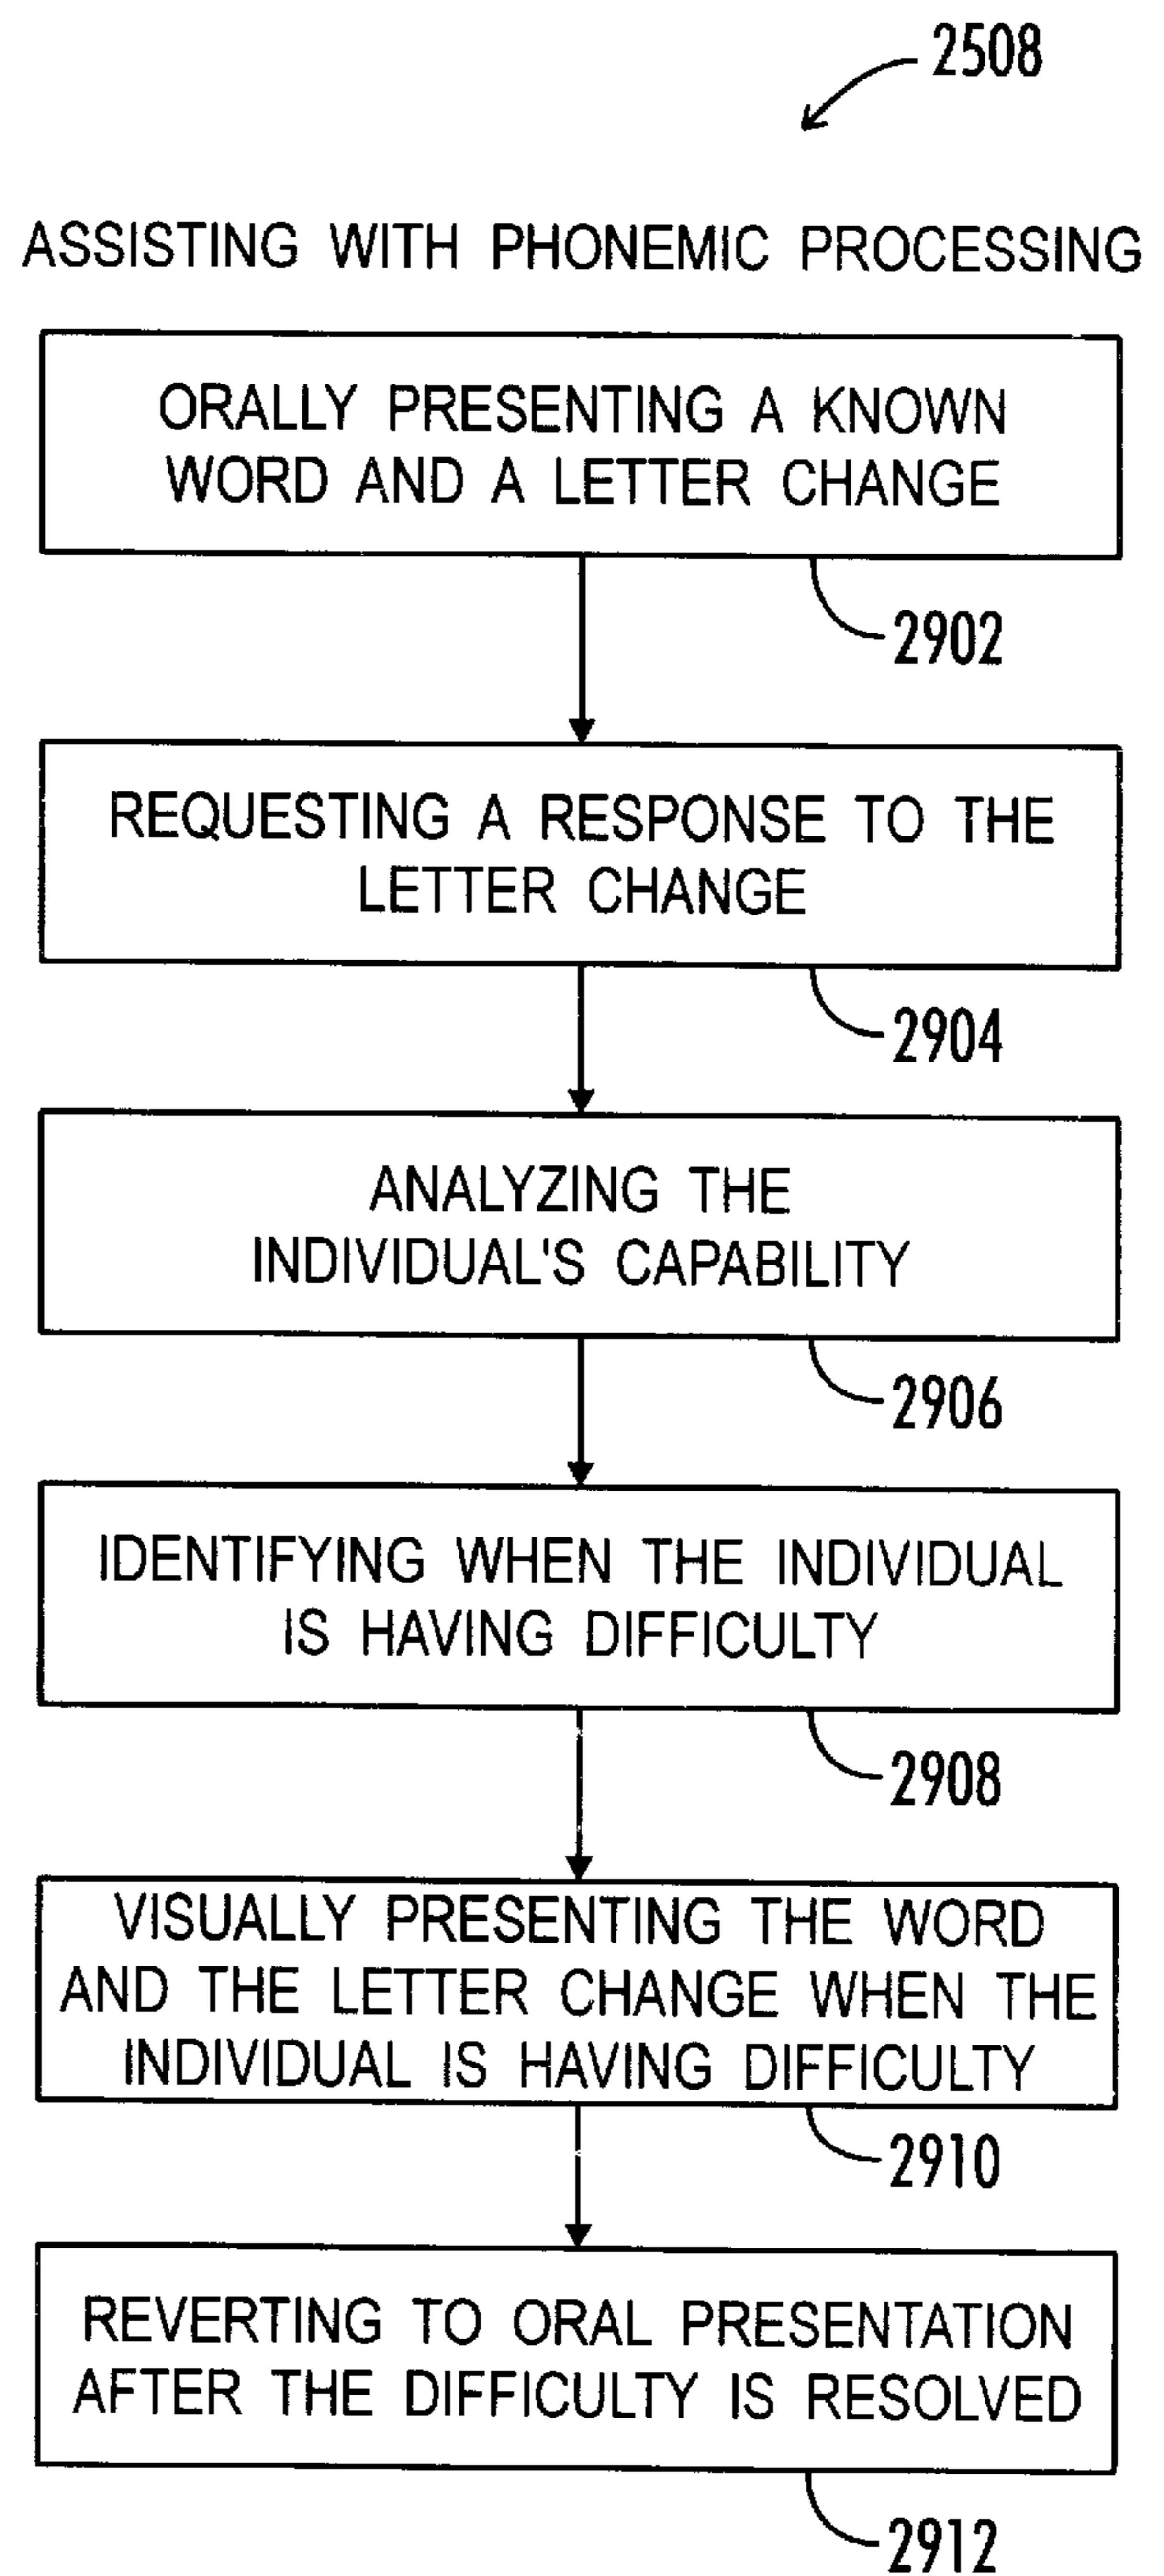 2508
ASSISTING WITH PHONEMIC PROCESSING
ORALLY PRESENTING A KNOWN
WORD AND A LETTER CHANGE
2902
REQUESTING A RESPONSE TO THE
LETTER CHANGE
2904
ANALYZING THE
INDIVIDUAL'S CAPABILITY
2906
IDENTIFYING WHEN THE INDIVIDUAL
IS HAVING DIFFICULTY
2908
VISUALLY PRESENTING THE WORD
AND THE LETTER CHANGE WHEN THE
INDIVIDUAL IS HAVING DIFFICULTY
2910
REVERTING TO ORAL PRESENTATION
AFTER THE DIFFICULTY IS RESOLVED
2912